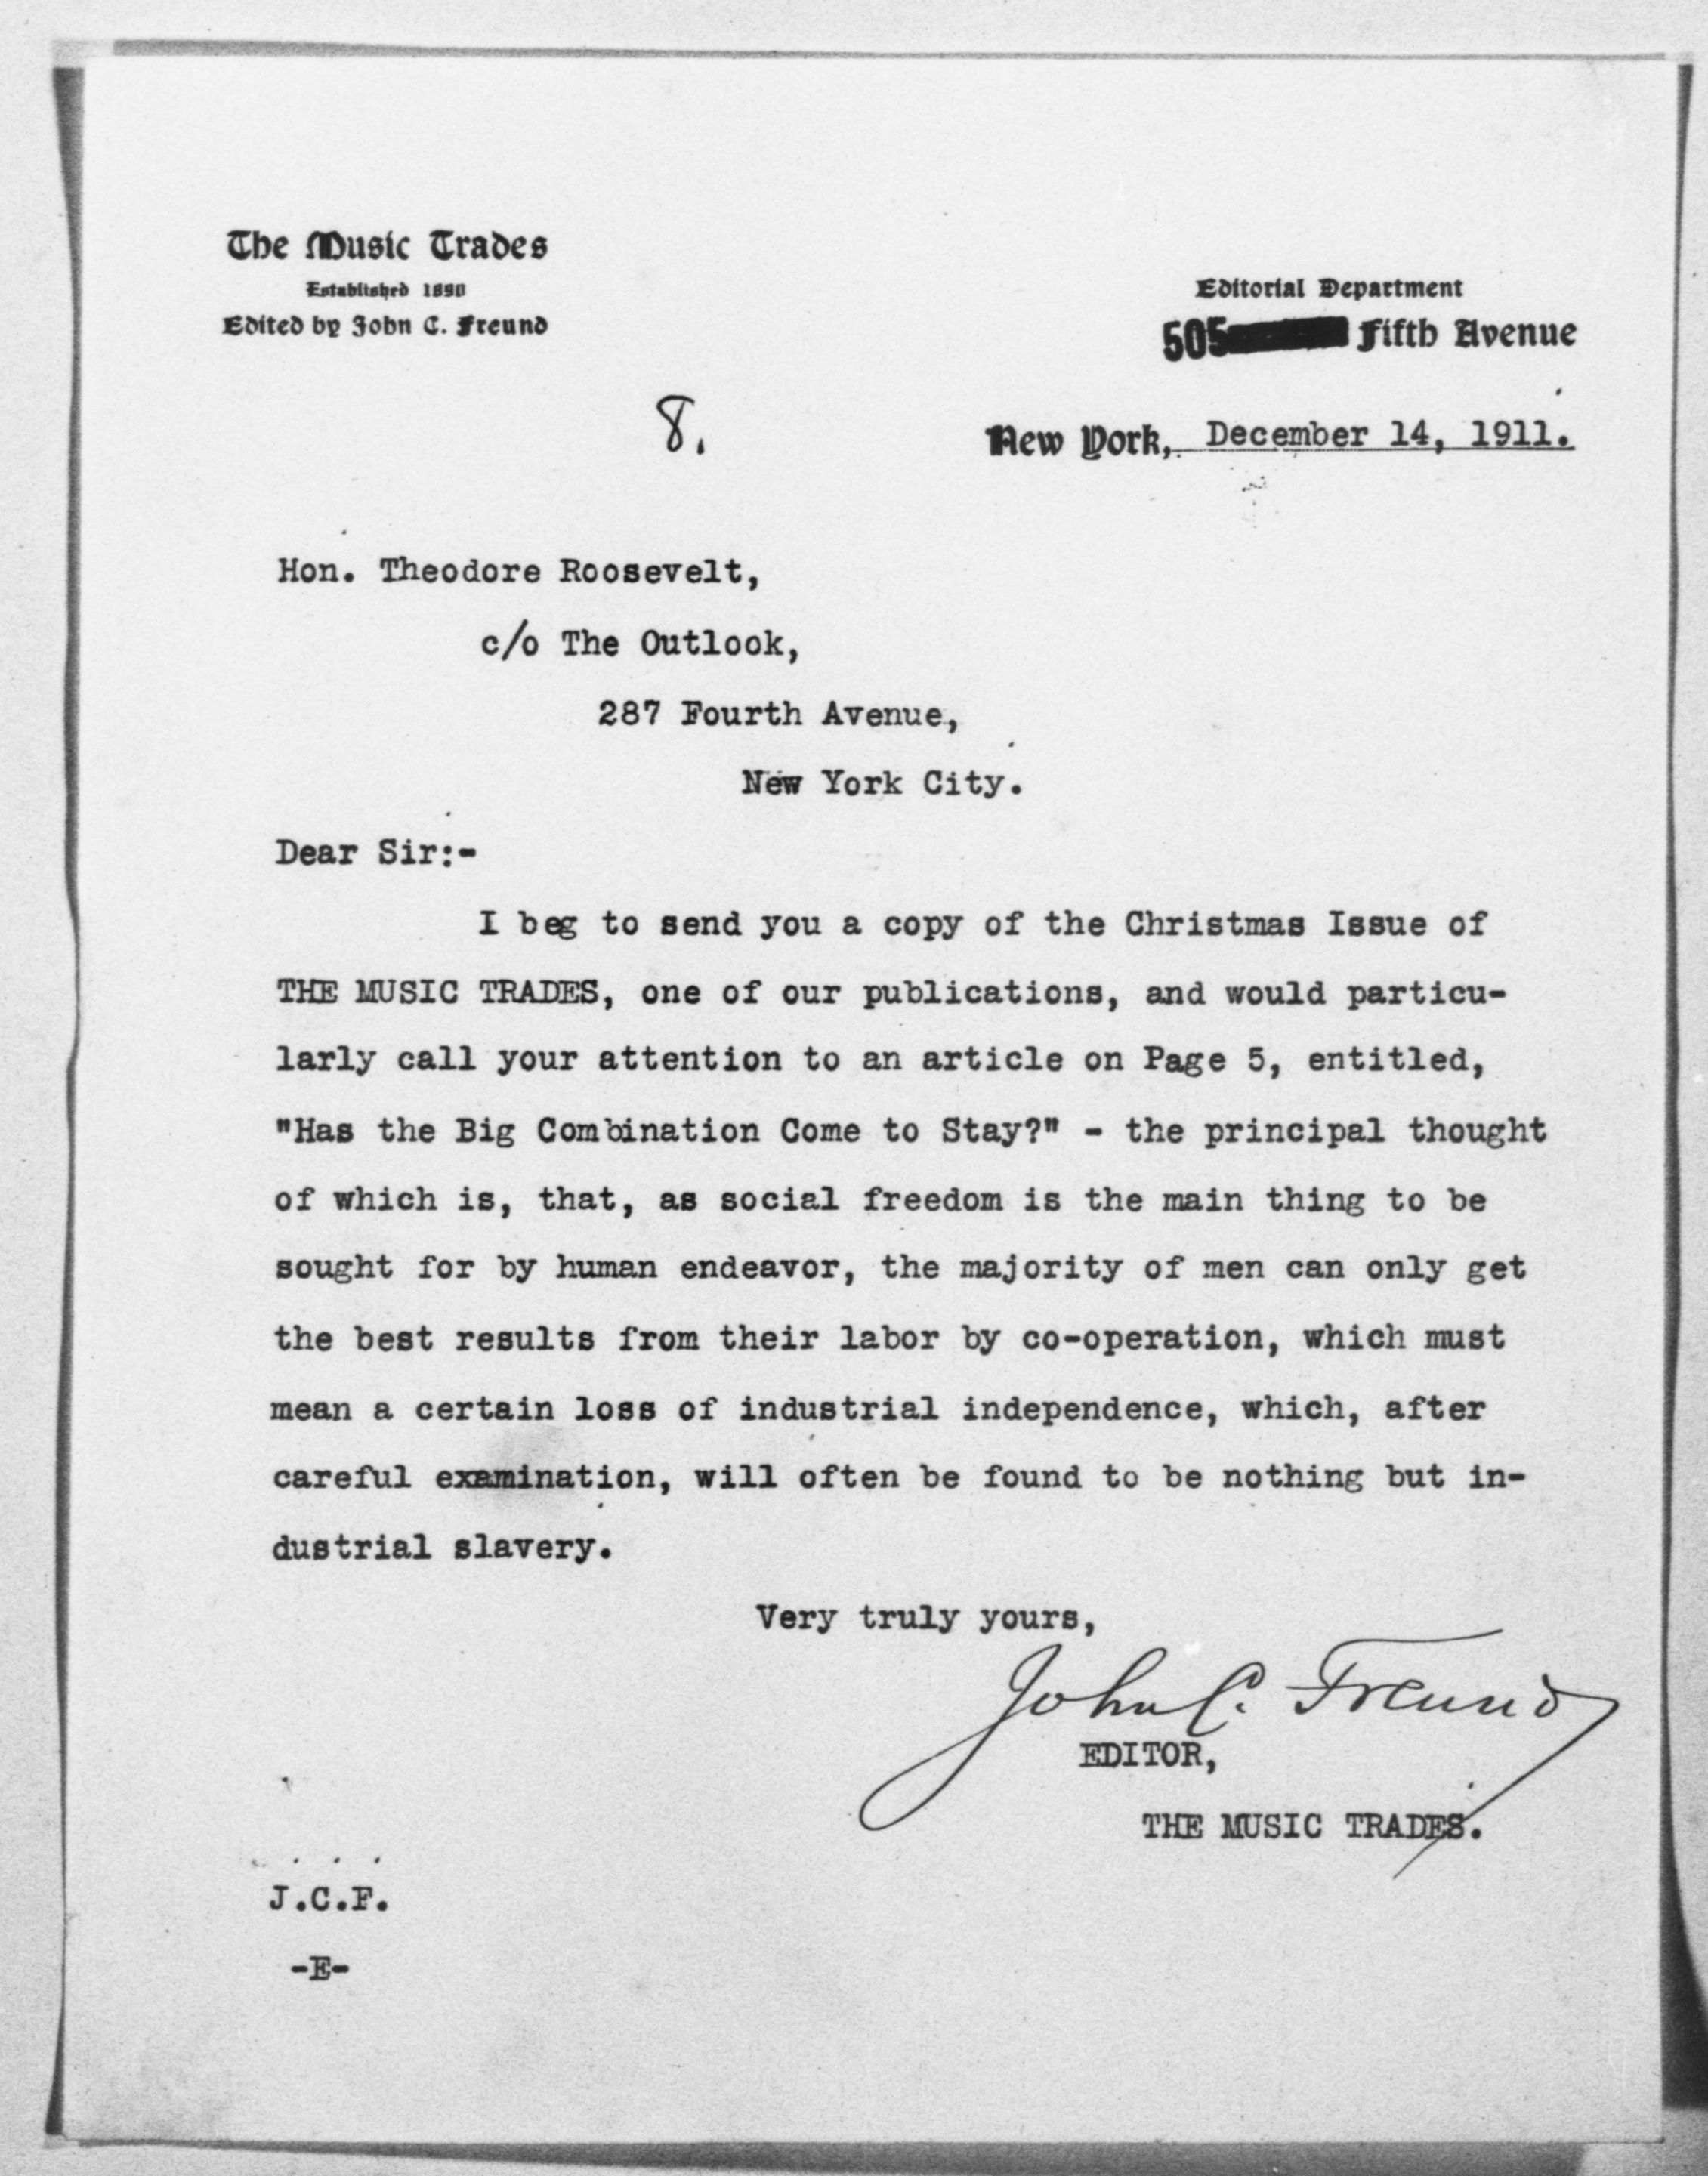 The Music Trades
Established 1890
Edited by John C. Freund
Editorial Department
505 Fifth Avenue
8.
New York, December 14, 1911.
Hon. Theodore Roosevelt,
c/o The Outlook,
287 Fourth Avenue,
New York City.
Dear Sir:-
I beg to send you a copy of the Christmas Issue of
THE MUSIC TRADES, one of our publications, and would particu-
larly call your attention to an article on Page 5, entitled,
"Has the Big Combination Come to Stay?" - the principal thought
of which is, that, as social freedom is the main thing to be
sought for by human endeavor, the majority of men can only get
the best results from their labor by co-operation, which must
mean a certain loss of industrial independence, which, after
careful examination, will often be found to be nothing but in-
dustrial slavery.
Very truly yours,
John C. Freund
EDITOR,
THE MUSIC TRADES.
J.C.F.
-E-